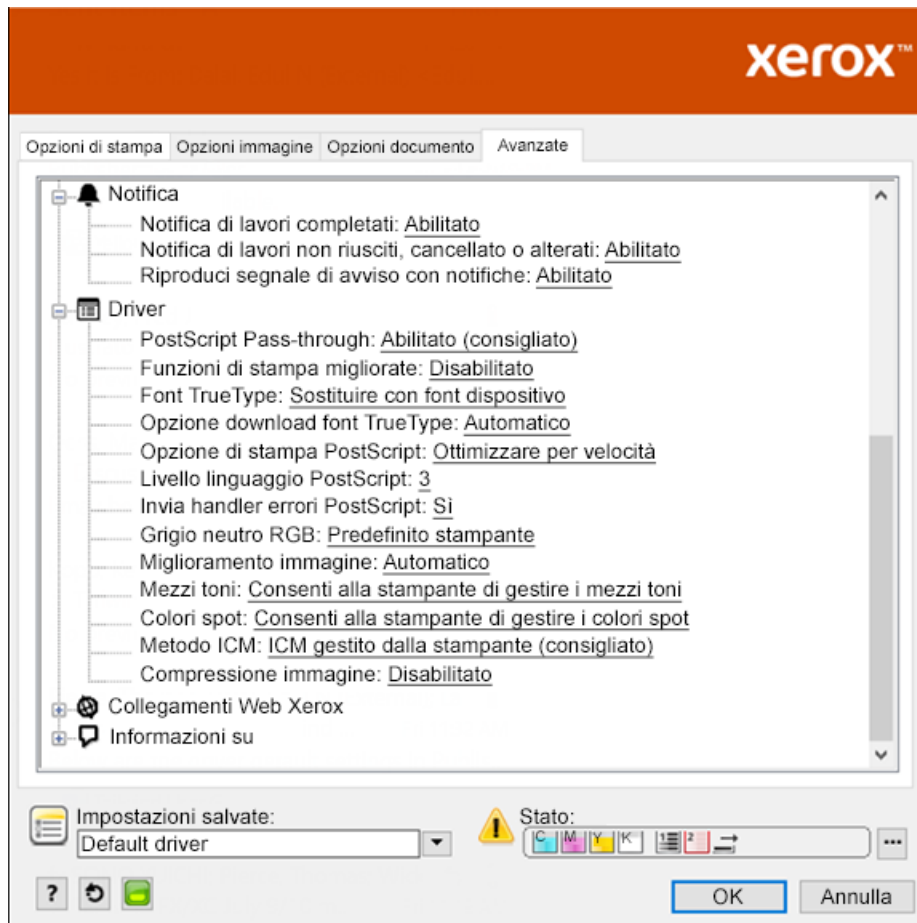 xerox™
Opzioni di stampa Opzioni immagine Opzioni documento Avanzate
Notifica
Notifica di lavori completati: Abilitato
Notifica di lavori non riusciti, cancellato o alterati: Abilitato
Riproduci segnale di avviso con notifiche: Abilitato
Driver
PostScript Pass-through: Abilitato (consigliato)
Funzioni di stampa migliorate: Disabilitato
Font TrueType: Sostituire con font dispositivo
Opzione download font TrueType: Automatico
Opzione di stampa PostScript: Ottimizzare per velocità
Livello linguaggio PostScript: 3
Invia handler errori PostScript: Sì
Grigio neutro RGB: Predefinito stampante
Miglioramento immagine: Automatico
Mezzi toni: Consenti alla stampante di gestire i mezzi toni
Colori spot: Consenti alla stampante di gestire i colori spot
Metodo ICM: ICM gestito dalla stampante (consigliato)
Compressione immagine: Disabilitato
Collegamenti Web Xerox
Informazioni su
Impostazioni salvate: Stato:
Default driver C M Y K 1 2 ...
? OK Annulla